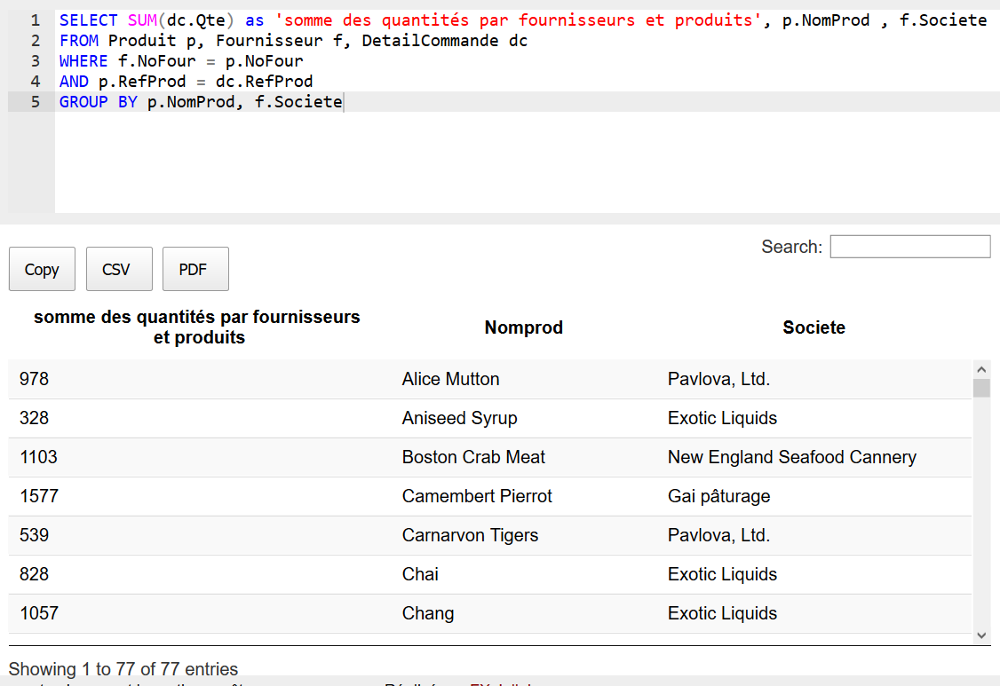 1 SELECT SUM(dc.Qte) as 'somme des quantités par fournisseurs et produits', p.NomProd , f.Societe
2 FROM Produit p, Fournisseur f, DetailCommande dc
3 WHERE f.NoFour = p.NoFour
4 AND p.RefProd = dc.RefProd
5 GROUP BY p.NomProd, f.Societe
Search:
Copy CSV PDF
somme des quantités par fournisseurs
et produits Nomprod Societe
978 Alice Mutton Pavlova, Ltd.
328 Aniseed Syrup Exotic Liquids
1103 Boston Crab Meat New England Seafood Cannery
1577 Camembert Pierrot Gai pâturage
539 Carnarvon Tigers Pavlova, Ltd.
828 Chai Exotic Liquids
1057 Chang Exotic Liquids
Showing 1 to 77 of 77 entries